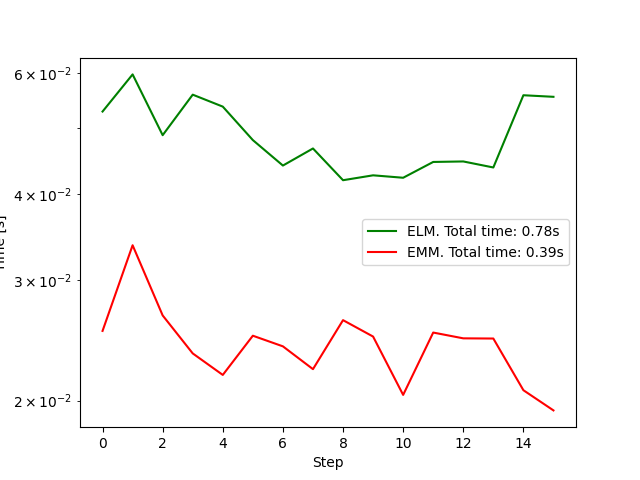 6 × 10⁻²
4 × 10⁻²
3 × 10⁻²
2 × 10⁻²
Time [s]
ELM. Total time: 0.78s
EMM. Total time: 0.39s
0 2 4 6 8 10 12 14
Step